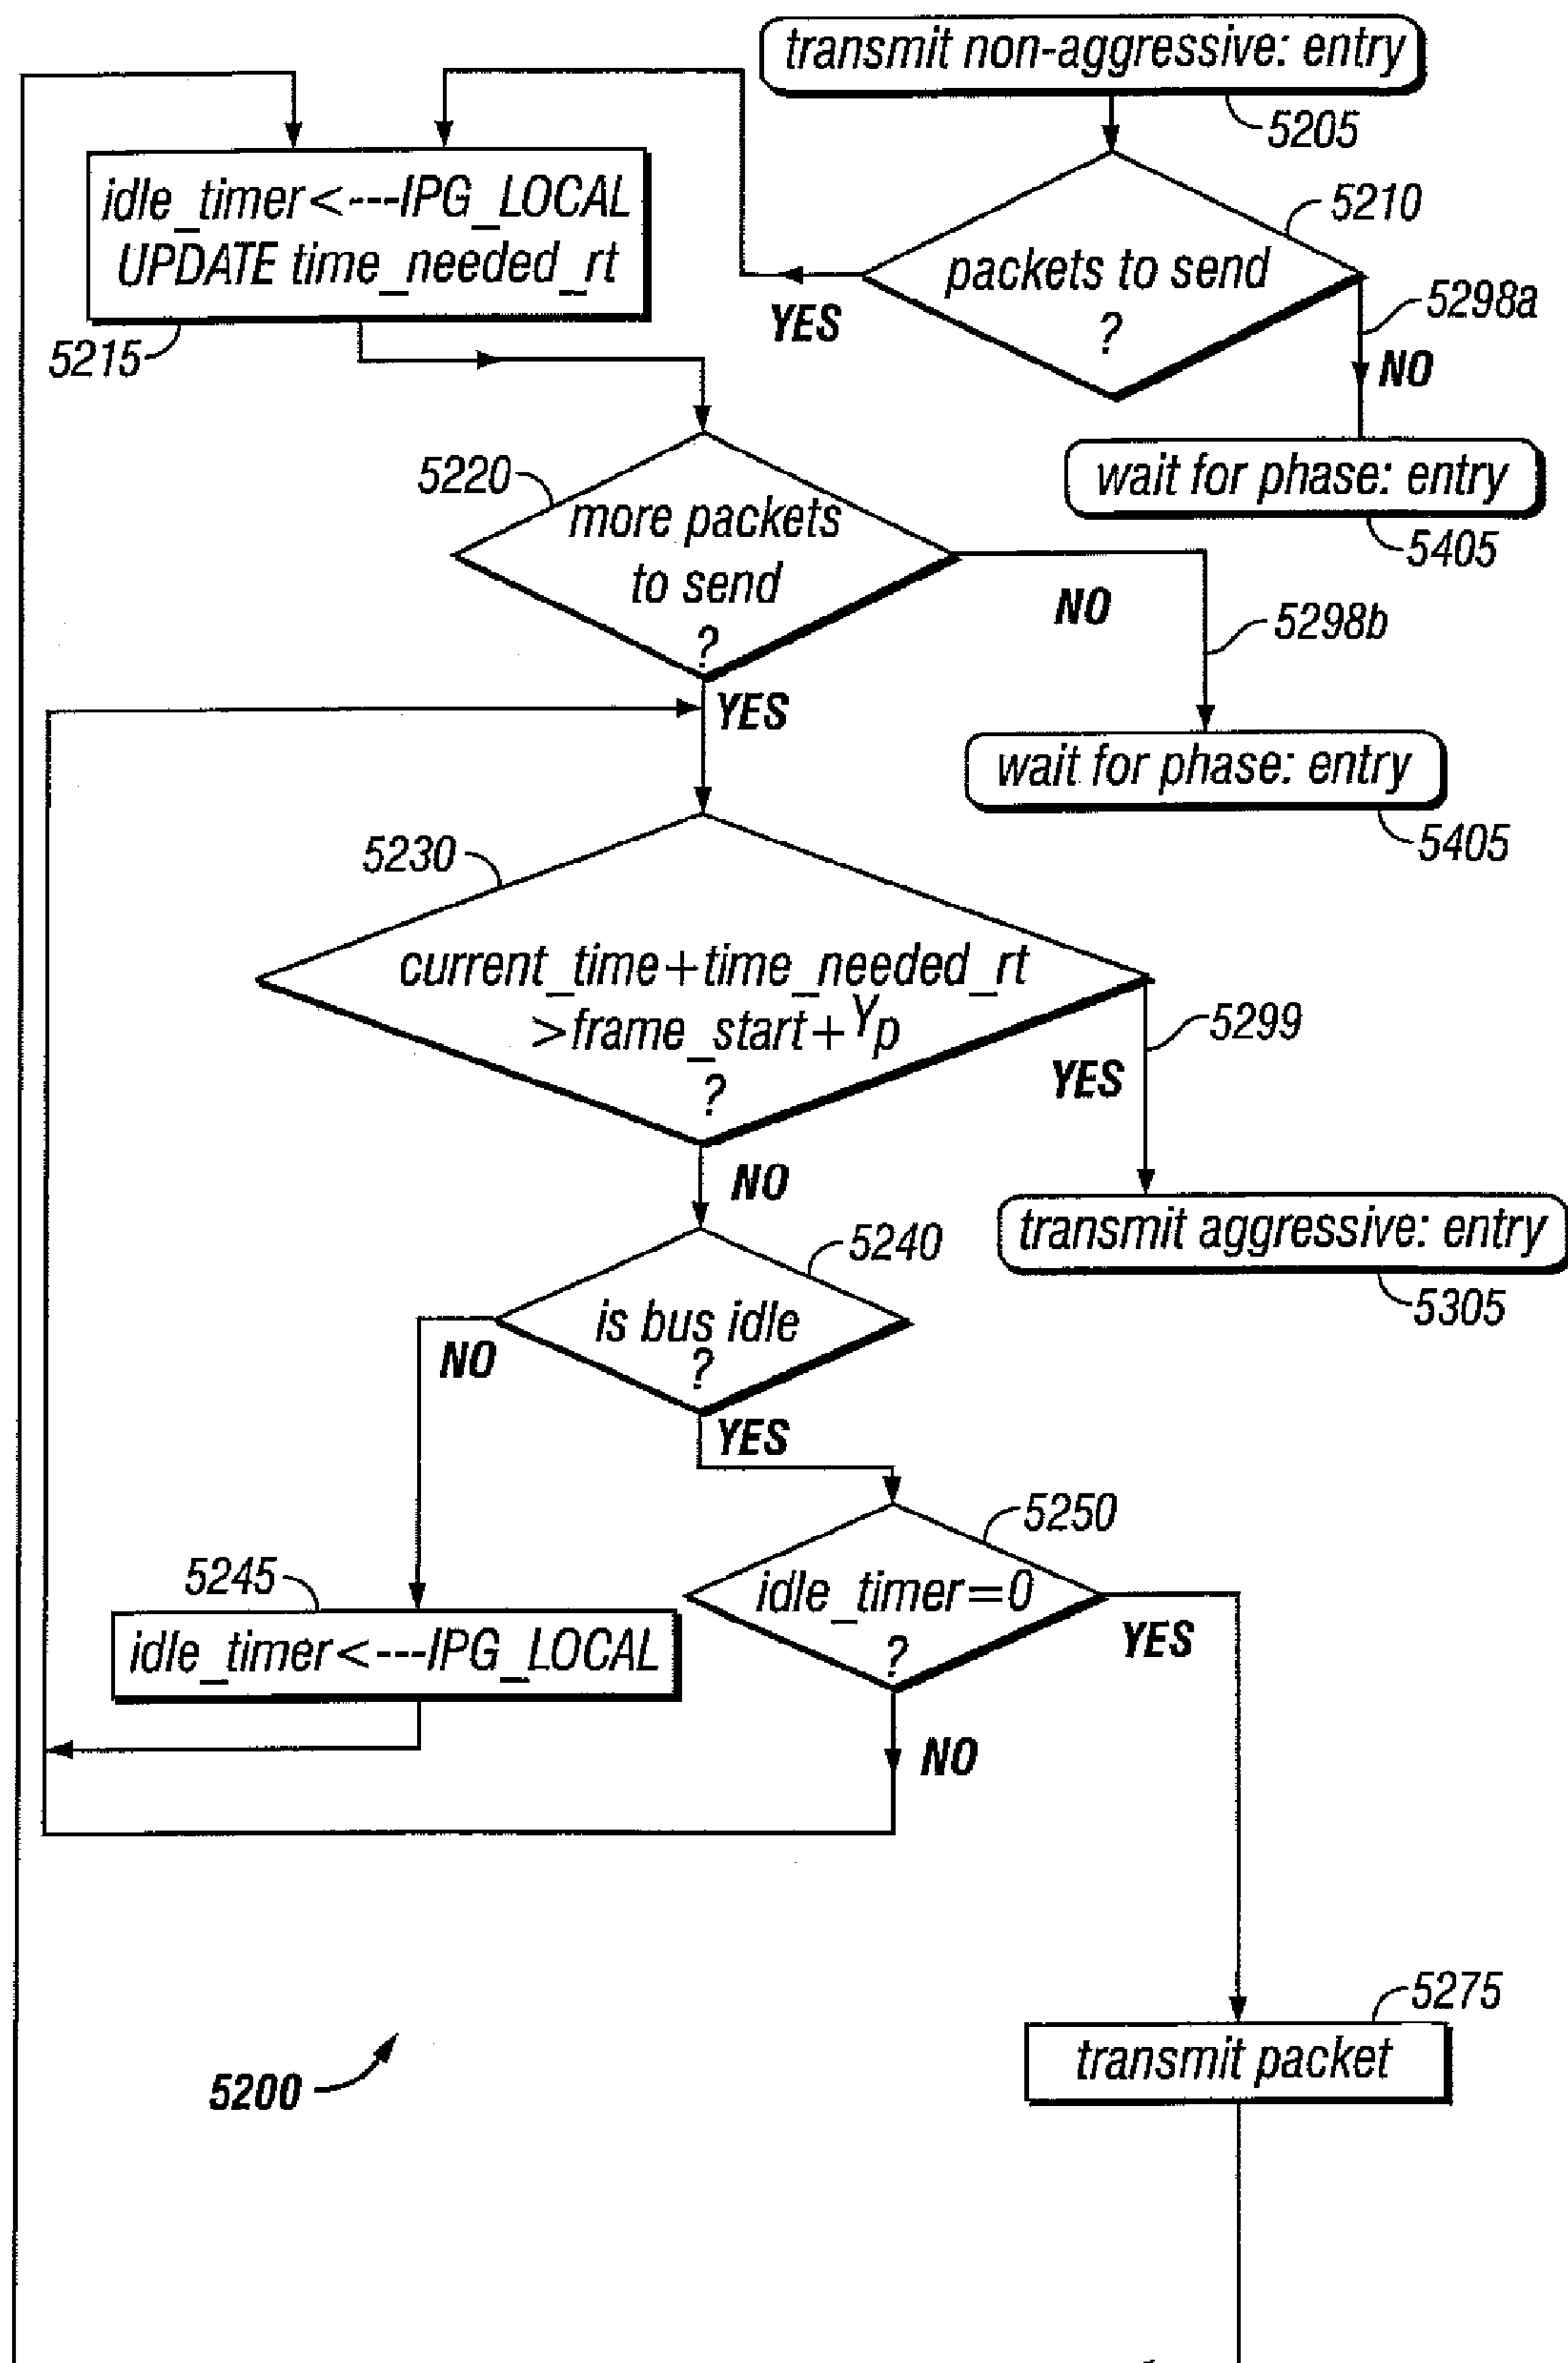 transmit non-aggressive: entry
5205
idle_timer<---IPG_LOCAL
UPDATE time_needed_rt
5215
5210
packets to send
?
YES
5298a
NO
wait for phase: entry
5405
5220
more packets
to send
?
NO
5298b
YES
wait for phase: entry
5405
5230
current_time+time_needed_rt
>frame_start+Yp
?
5299
YES
NO
transmit aggressive: entry
5305
5240
is bus idle
?
NO
YES
5250
idle_timer=0
?
YES
5245
idle_timer<---IPG_LOCAL
NO
5275
transmit packet
5200